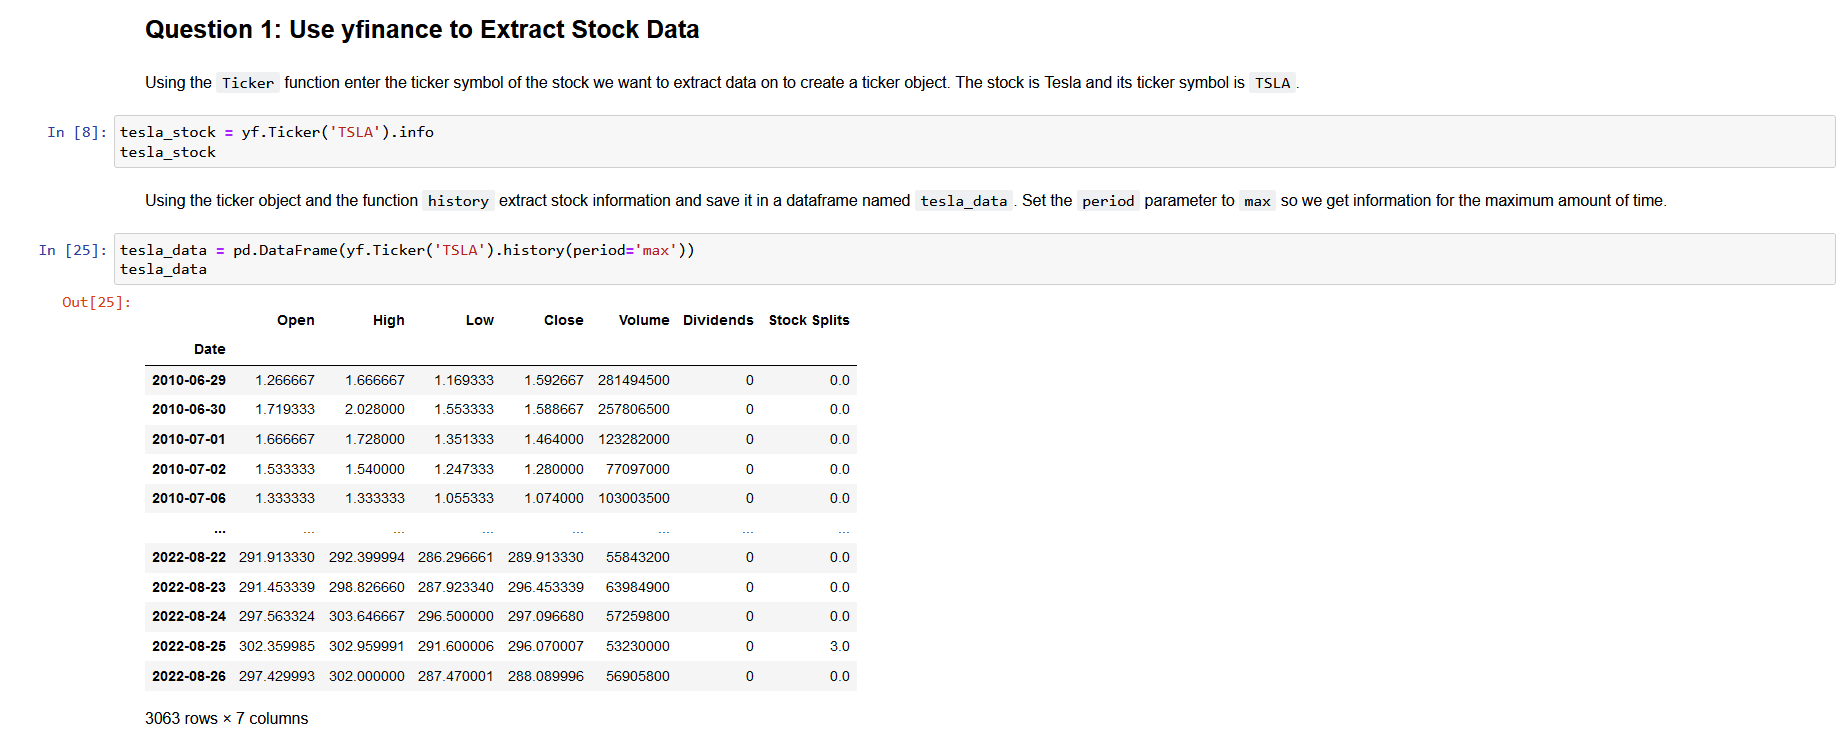 Question 1: Use yfinance to Extract Stock Data
Using the Ticker function enter the ticker symbol of the stock we want to extract data on to create a ticker object. The stock is Tesla and its ticker symbol is TSLA .
In [8]: tesla_stock = yf.Ticker('TSLA').info
tesla_stock
Using the ticker object and the function history extract stock information and save it in a dataframe named tesla_data . Set the period parameter to max so we get information for the maximum amount of time.
In [25]: tesla_data = pd.DataFrame(yf.Ticker('TSLA').history(period='max'))
tesla_data
Out[25]:
Open High Low Close Volume Dividends Stock Splits
Date
2010-06-29 1.266667 1.666667 1.169333 1.592667 281494500 0 0.0
2010-06-30 1.719333 2.028000 1.553333 1.588667 257806500 0 0.0
2010-07-01 1.666667 1.728000 1.351333 1.464000 123282000 0 0.0
2010-07-02 1.533333 1.540000 1.247333 1.280000 77097000 0 0.0
2010-07-06 1.333333 1.333333 1.055333 1.074000 103003500 0 0.0
... ... ... ... ... ... ... ...
2022-08-22 291.913330 292.399994 286.296661 289.913330 55843200 0 0.0
2022-08-23 291.453339 298.826660 287.923340 296.453339 63984900 0 0.0
2022-08-24 297.563324 303.646667 296.500000 297.096680 57259800 0 0.0
2022-08-25 302.359985 302.959991 291.600006 296.070007 53230000 0 3.0
2022-08-26 297.429993 302.000000 287.470001 288.089996 56905800 0 0.0
3063 rows × 7 columns